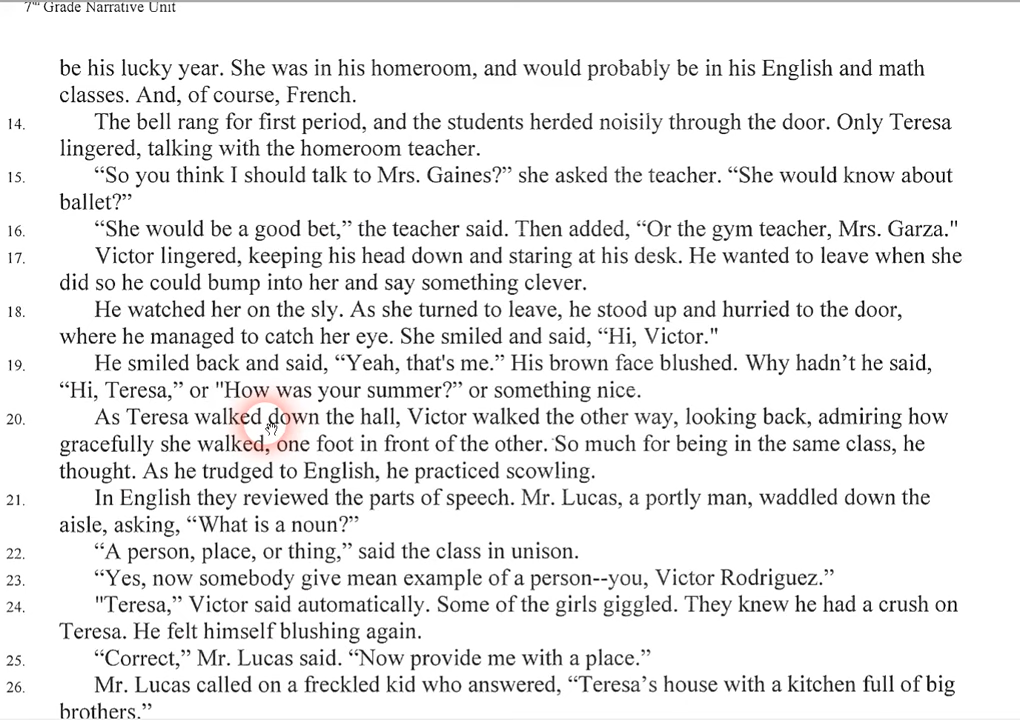 7th Grade Narrative Unit
be his lucky year. She was in his homeroom, and would probably be in his English and math
classes. And, of course, French.
14. The bell rang for first period, and the students herded noisily through the door. Only Teresa
lingered, talking with the homeroom teacher.
15. “So you think I should talk to Mrs. Gaines?” she asked the teacher. “She would know about
ballet?”
16. “She would be a good bet,” the teacher said. Then added, “Or the gym teacher, Mrs. Garza."
17. Victor lingered, keeping his head down and staring at his desk. He wanted to leave when she
did so he could bump into her and say something clever.
18. He watched her on the sly. As she turned to leave, he stood up and hurried to the door,
where he managed to catch her eye. She smiled and said, “Hi, Victor."
19. He smiled back and said, “Yeah, that's me.” His brown face blushed. Why hadn’t he said,
“Hi, Teresa,” or "How was your summer?” or something nice.
20. As Teresa walked down the hall, Victor walked the other way, looking back, admiring how
gracefully she walked, one foot in front of the other. So much for being in the same class, he
thought. As he trudged to English, he practiced scowling.
21. In English they reviewed the parts of speech. Mr. Lucas, a portly man, waddled down the
aisle, asking, “What is a noun?”
22. “A person, place, or thing,” said the class in unison.
23. “Yes, now somebody give mean example of a person--you, Victor Rodriguez.”
24. "Teresa,” Victor said automatically. Some of the girls giggled. They knew he had a crush on
Teresa. He felt himself blushing again.
25. “Correct,” Mr. Lucas said. “Now provide me with a place.”
26. Mr. Lucas called on a freckled kid who answered, “Teresa’s house with a kitchen full of big
brothers.”